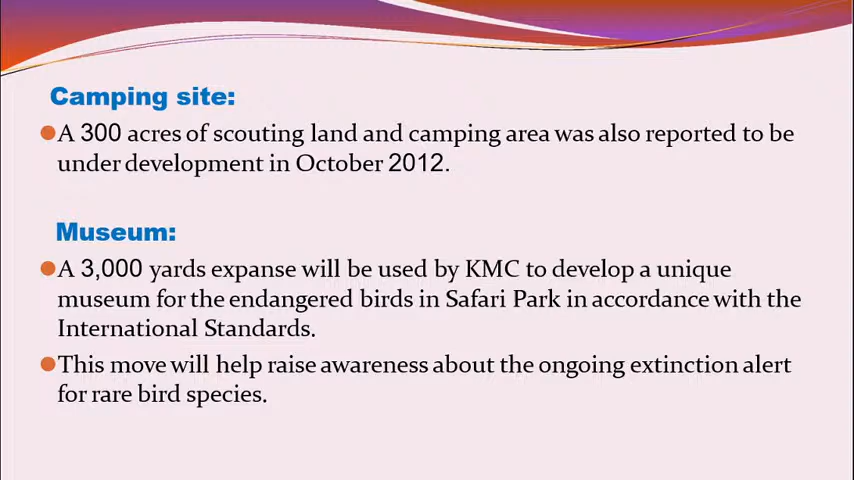 Camping site:
A 300 acres of scouting land and camping area was also reported to be
under development in October 2012.
Museum:
A 3,000 yards expanse will be used by KMC to develop a unique
museum for the endangered birds in Safari Park in accordance with the
International Standards.
This move will help raise awareness about the ongoing extinction alert
for rare bird species.